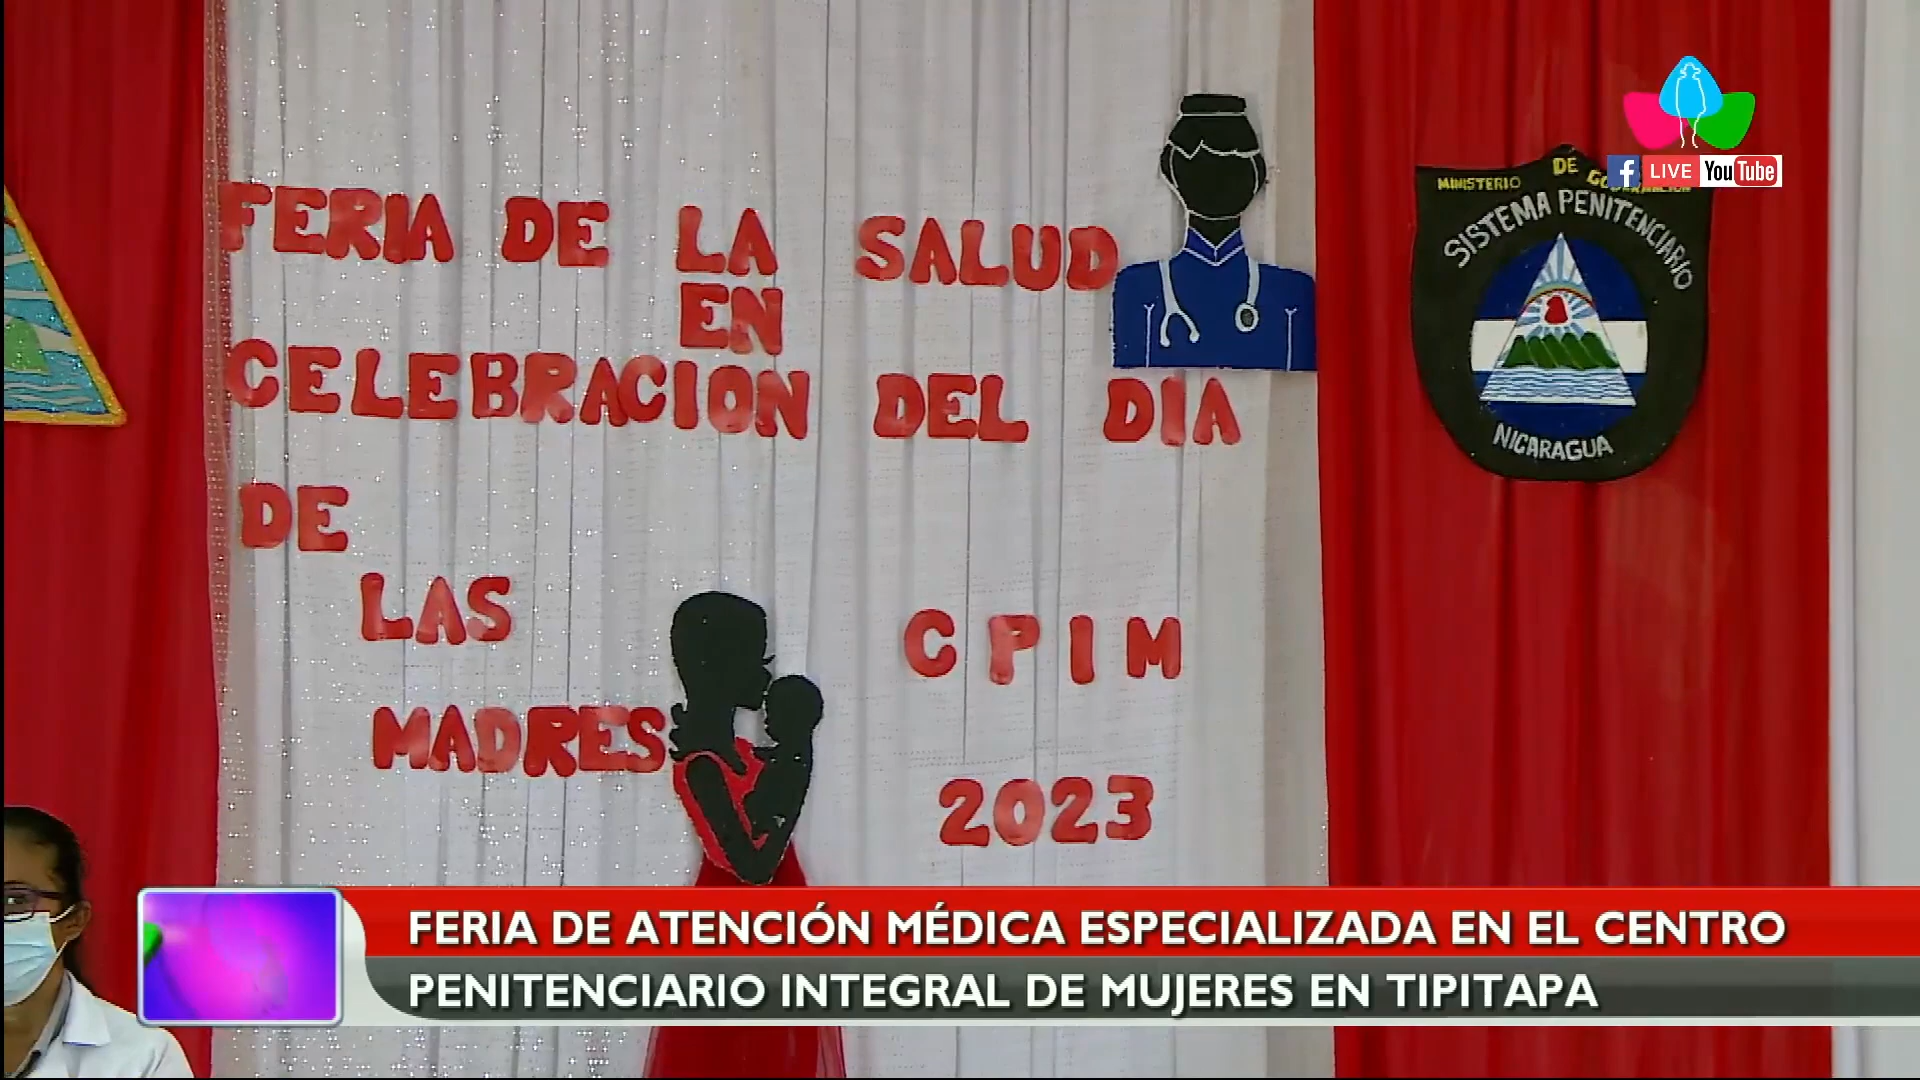 LIVE YouTube
MINISTERIO DE
SISTEMA PENITENCIARIO
NICARAGUA
FERIA DE LA SALUD
EN
CELEBRACION DEL DIA
DE
LAS
MADRES
CPIM
2023
FERIA DE ATENCIÓN MÉDICA ESPECIALIZADA EN EL CENTRO
PENITENCIARIO INTEGRAL DE MUJERES EN TIPITAPA